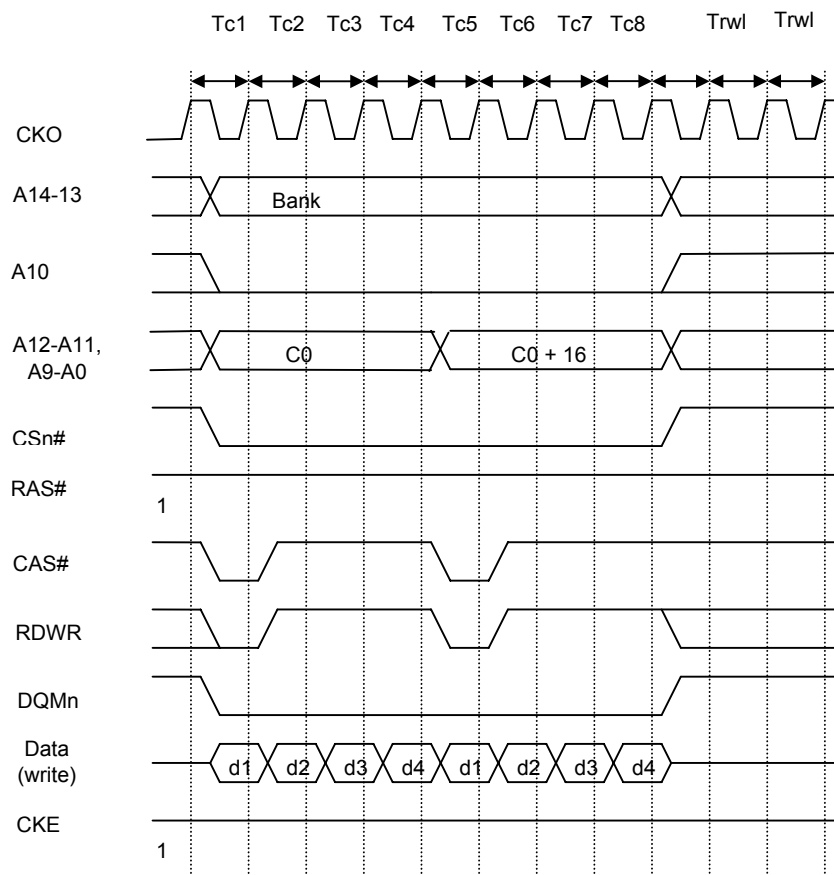 Tc1 Tc2 Tc3 Tc4 Tc5 Tc6 Tc7 Tc8 Trwl Trwl
CKO
A14-13 Bank
A10
A12-A11,
A9-A0
C0 C0 + 16
CSn#
RAS#
1
CAS#
RDWR
DQMn
Data
(write)
d1 d2 d3 d4 d1 d2 d3 d4
CKE
1